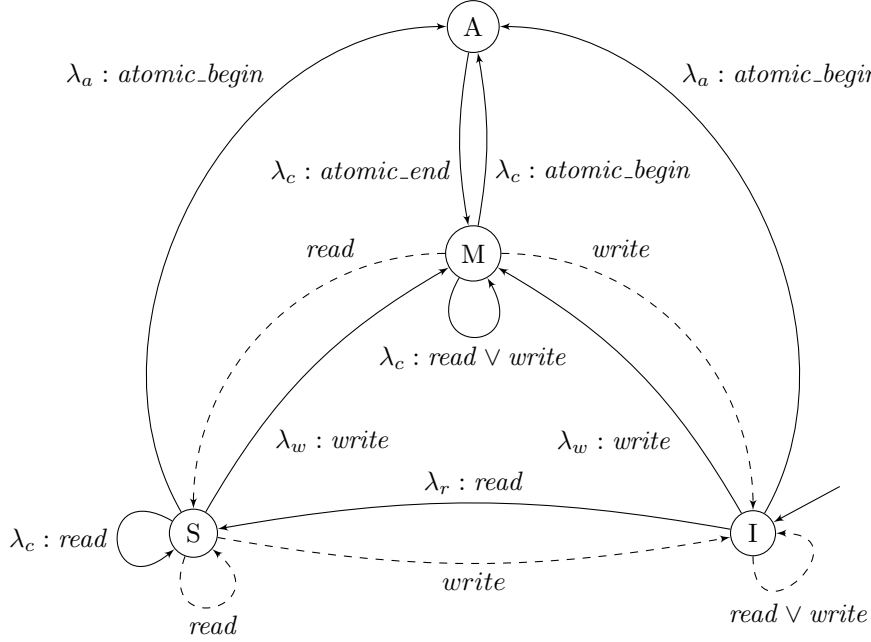 A
λa : atomic_begin
λa : atomic_begin
λc : atomic_end
λc : atomic_begin
read
M
write
λc : read ∨ write
λw : write
λw : write
λr : read
λc : read
S
I
write
read
read ∨ write